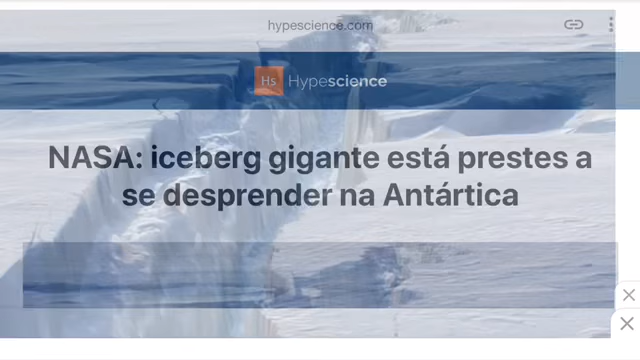 hypescience.com
Hs Hypescience
NASA: iceberg gigante está prestes a
se desprender na Antártica